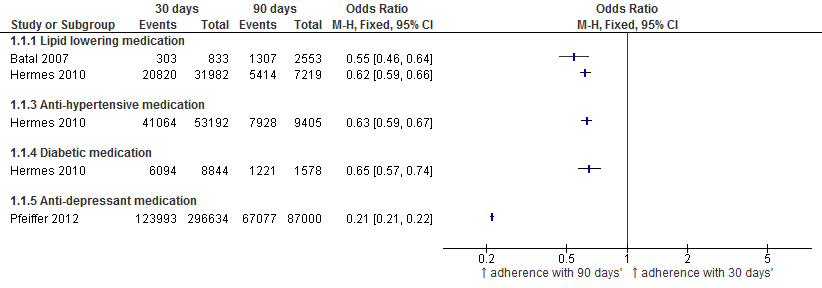 30 days 90 days Odds Ratio Odds Ratio
Study or Subgroup Events Total Events Total M-H, Fixed, 95% CI M-H, Fixed, 95% CI
1.1.1 Lipid lowering medication
Batal 2007 303 833 1307 2553 0.55 [0.46, 0.64]
Hermes 2010 20820 31982 5414 7219 0.62 [0.59, 0.66]
1.1.3 Anti-hypertensive medication
Hermes 2010 41064 53192 7928 9405 0.63 [0.59, 0.67]
1.1.4 Diabetic medication
Hermes 2010 6094 8844 1221 1578 0.65 [0.57, 0.74]
1.1.5 Anti-depressant medication
Pfeiffer 2012 123993 296634 67077 87000 0.21 [0.21, 0.22]
0.2 0.5 1 2 5
↑ adherence with 90 days' ↑ adherence with 30 days'